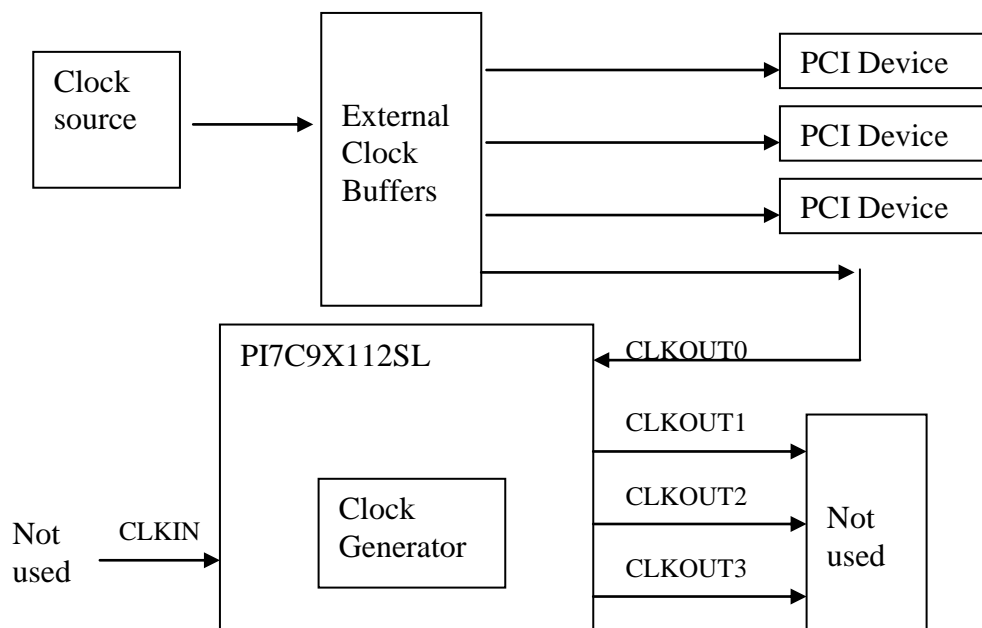 Clock
source
External
Clock
Buffers
PCI Device
PCI Device
PCI Device
PI7C9X112SL
CLKOUT0
CLKOUT1
CLKOUT2
CLKOUT3
Clock
Generator
Not
used
CLKIN
Not
used